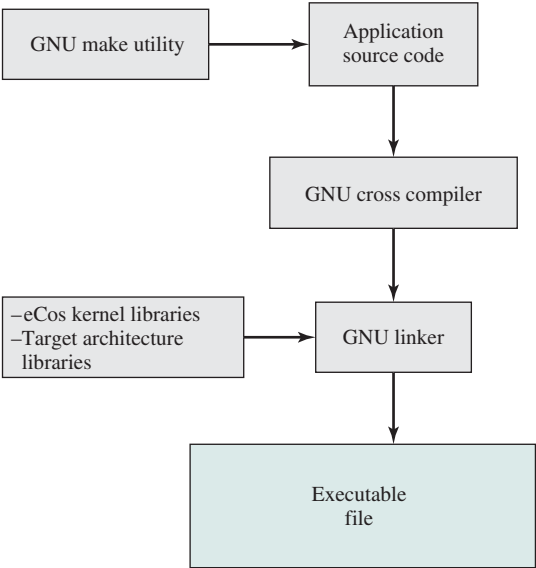 GNU make utility
Application
source code
GNU cross compiler
–eCos kernel libraries
–Target architecture
libraries
GNU linker
Executable
file